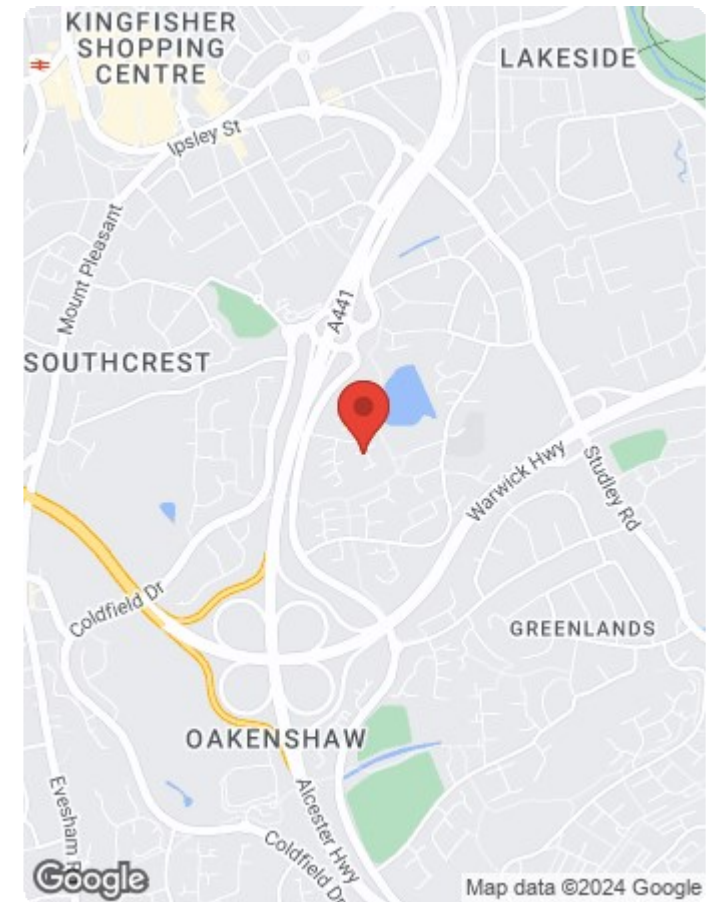 KINGFISHER
SHOPPING
CENTRE
LAKESIDE
Ipsley St
Mount Pleasant
A441
SOUTHCREST
Warwick Hwy
Studley Rd
Coldfield Dr
GREENLANDS
OAKENSHAW
Evesham R
Alcester Hwy
Coldfield Dr
Google
Map data ©2024 Google